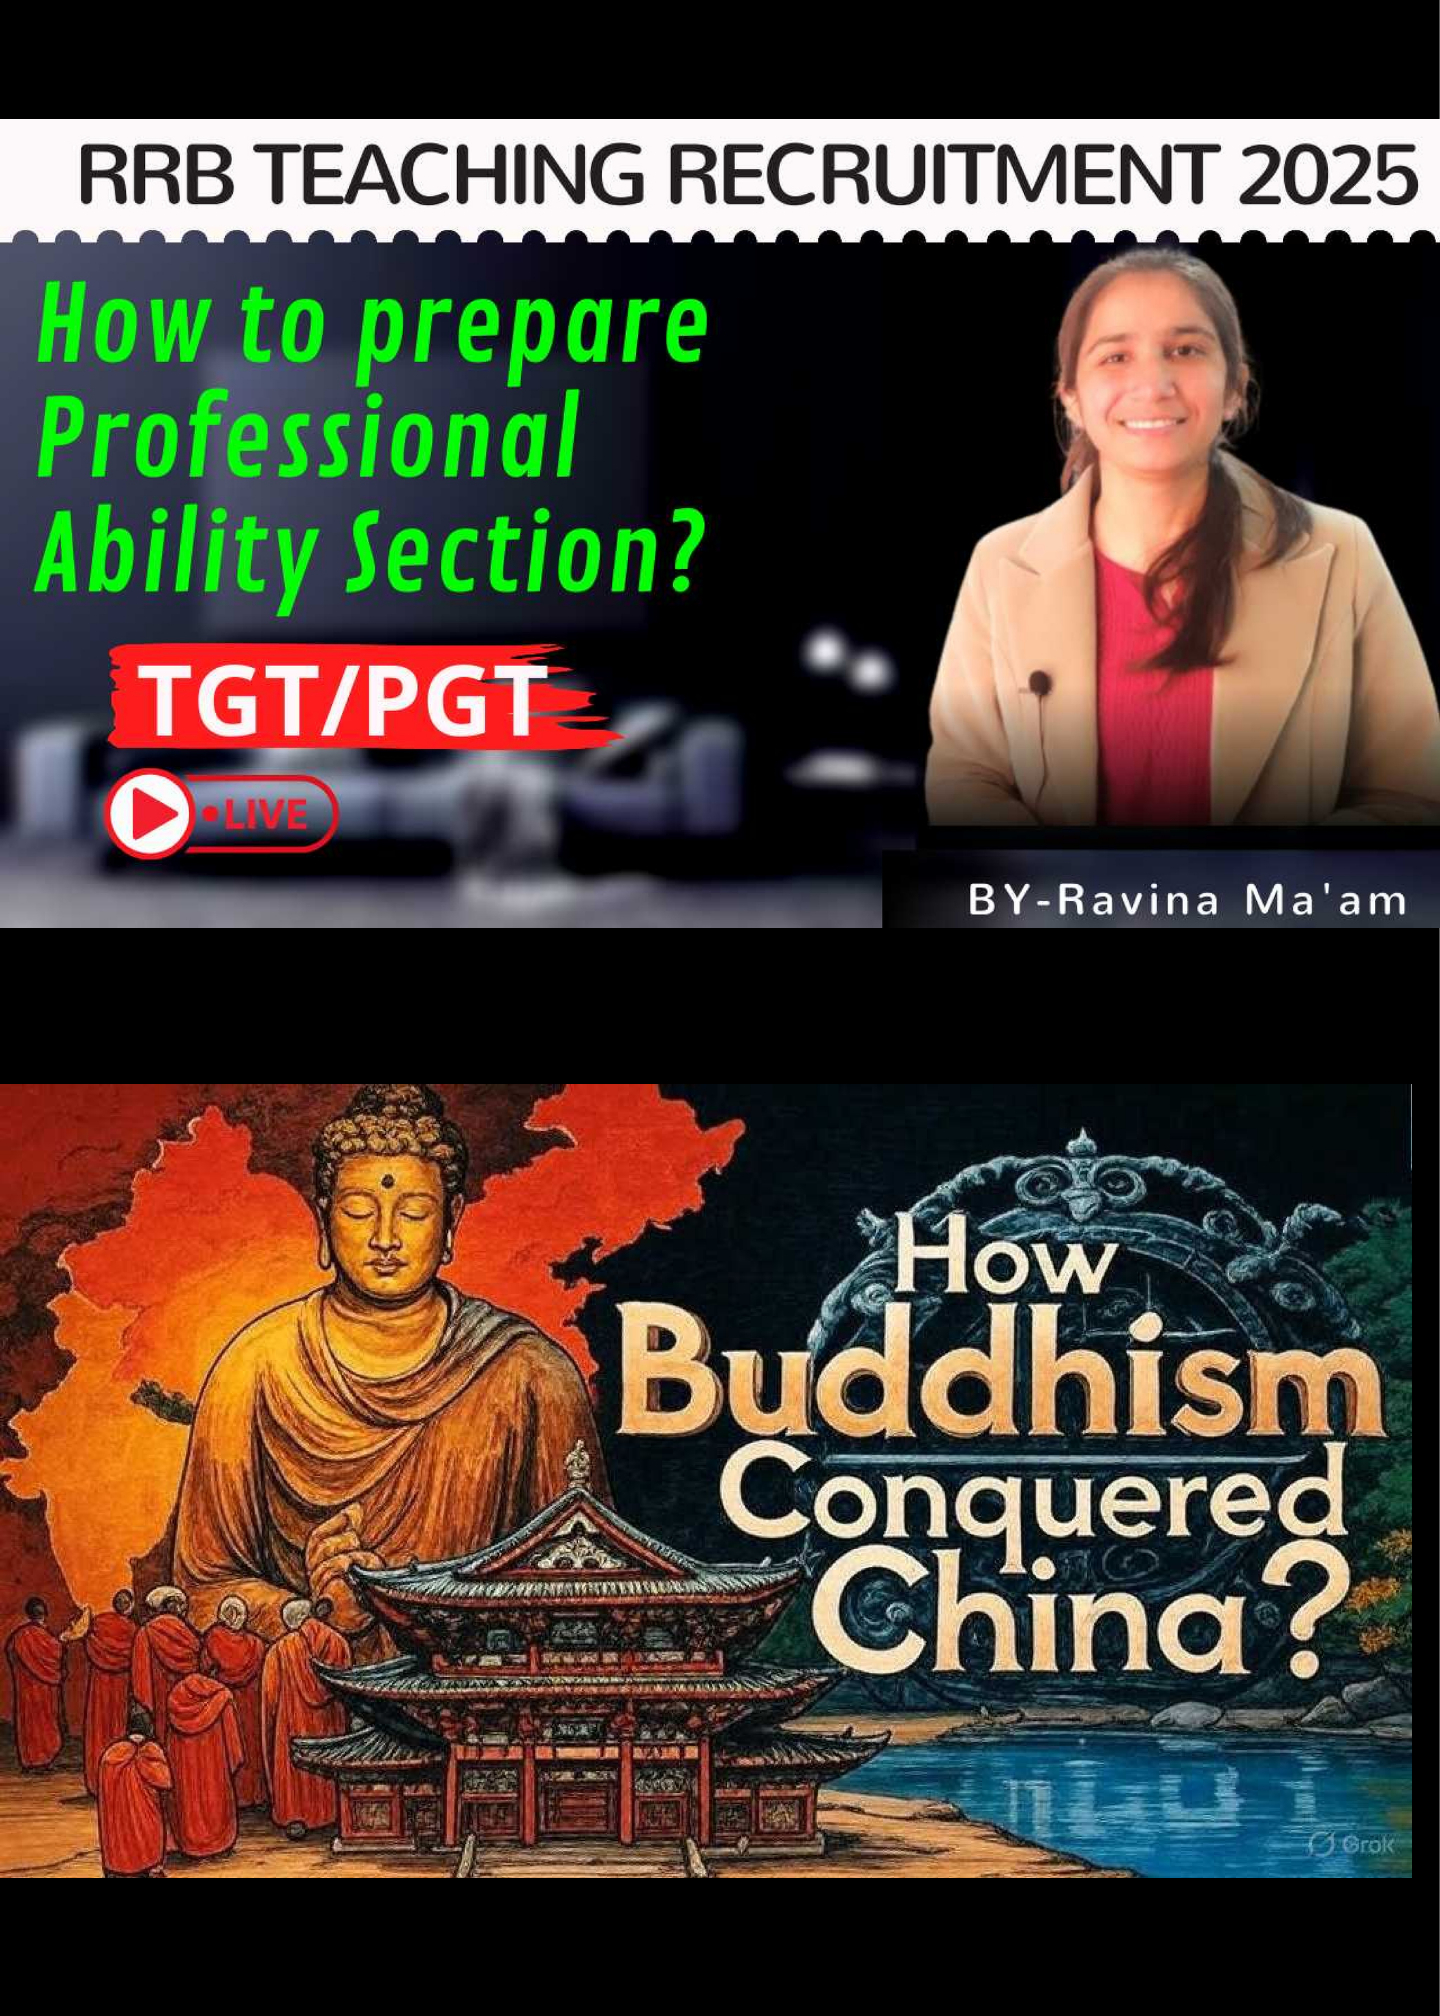 RRB TEACHING RECRUITMENT 2025
How to prepare
Professional
Ability Section?
TGT/PGT
LIVE
BY-Ravina Ma'am
How
Buddhism
Conquered
China?
Grok